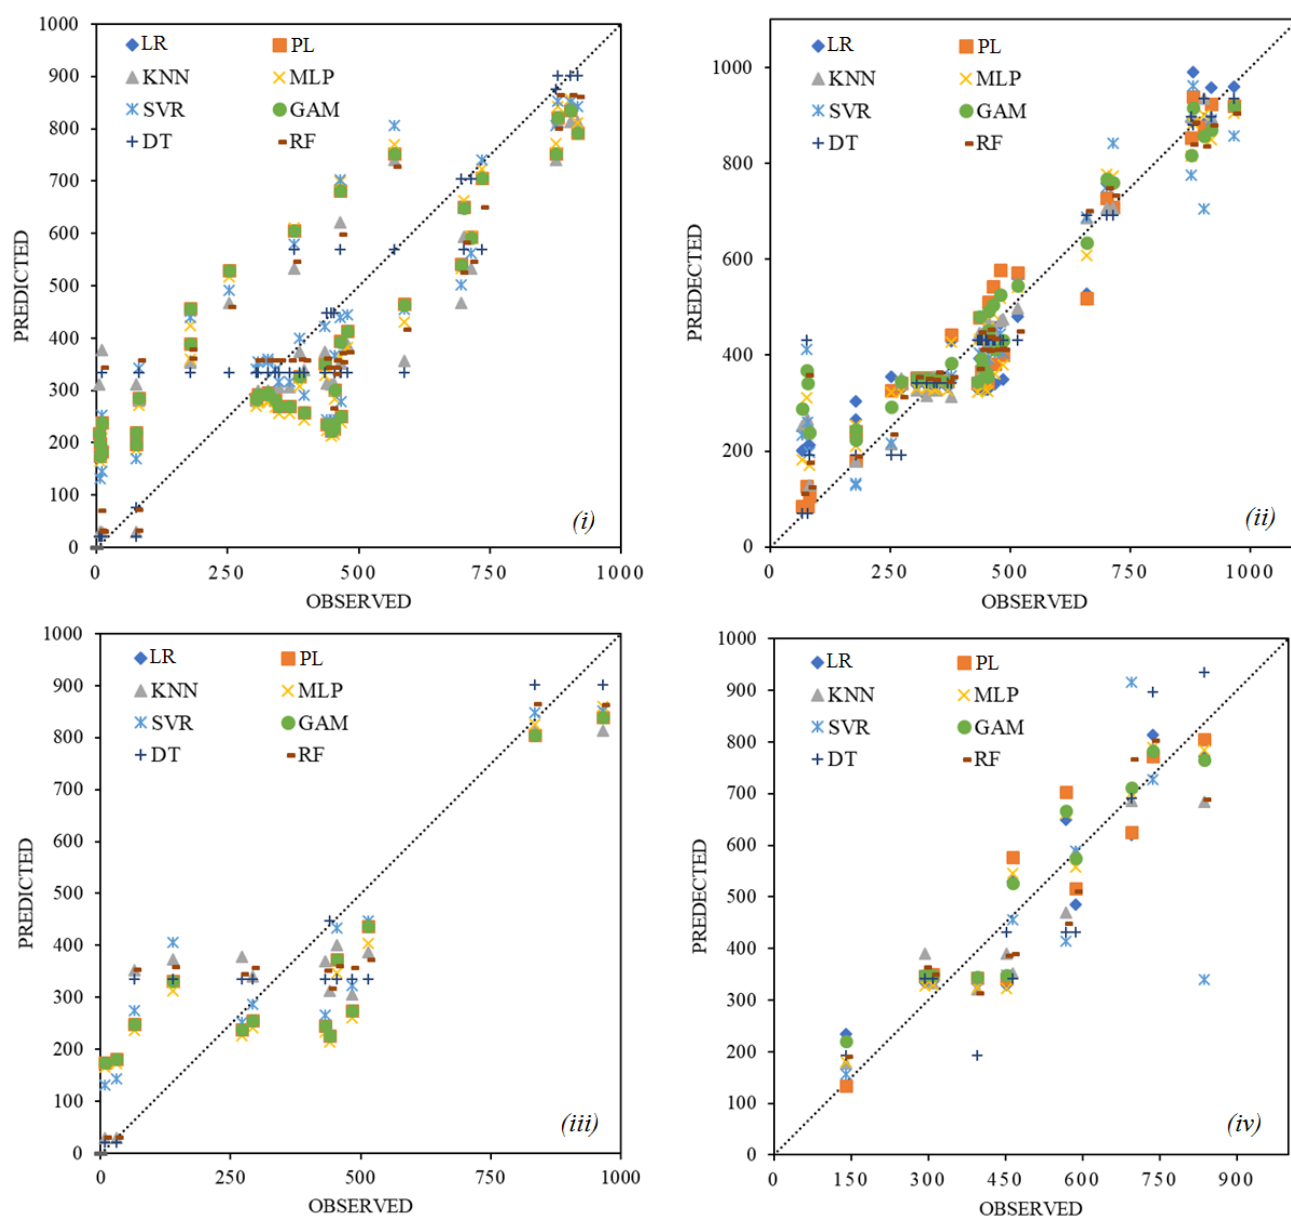 1000
900
800
700
600
500
400
300
200
100
0
PREDICTED
LR PL
KNN MLP
SVR GAM
DT RF
(i)
0 250 500 750 1000
OBSERVED
1000
800
600
400
200
0
PREDECTED
LR PL
KNN MLP
SVR GAM
DT RF
(ii)
0 250 500 750 1000
OBSERVED
1000
900
800
700
600
500
400
300
200
100
0
PREDICTED
LR PL
KNN MLP
SVR GAM
DT RF
(iii)
0 250 500 750 1000
OBSERVED
1000
900
800
700
600
500
400
300
200
100
0
PREDECTED
LR PL
KNN MLP
SVR GAM
DT RF
(iv)
0 150 300 450 600 750 900
OBSERVED